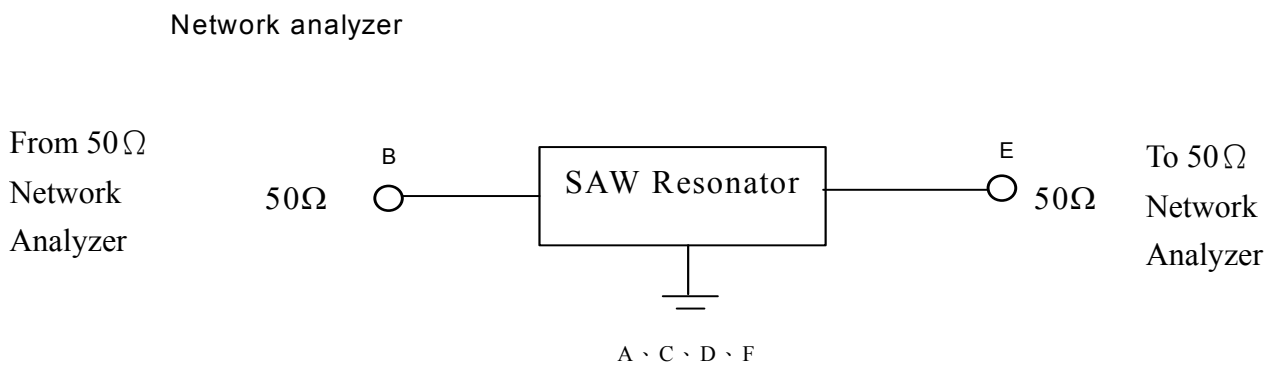 Network analyzer
From 50Ω
Network
Analyzer
50Ω
B
SAW Resonator
E
50Ω
To 50Ω
Network
Analyzer
A、C、D、F